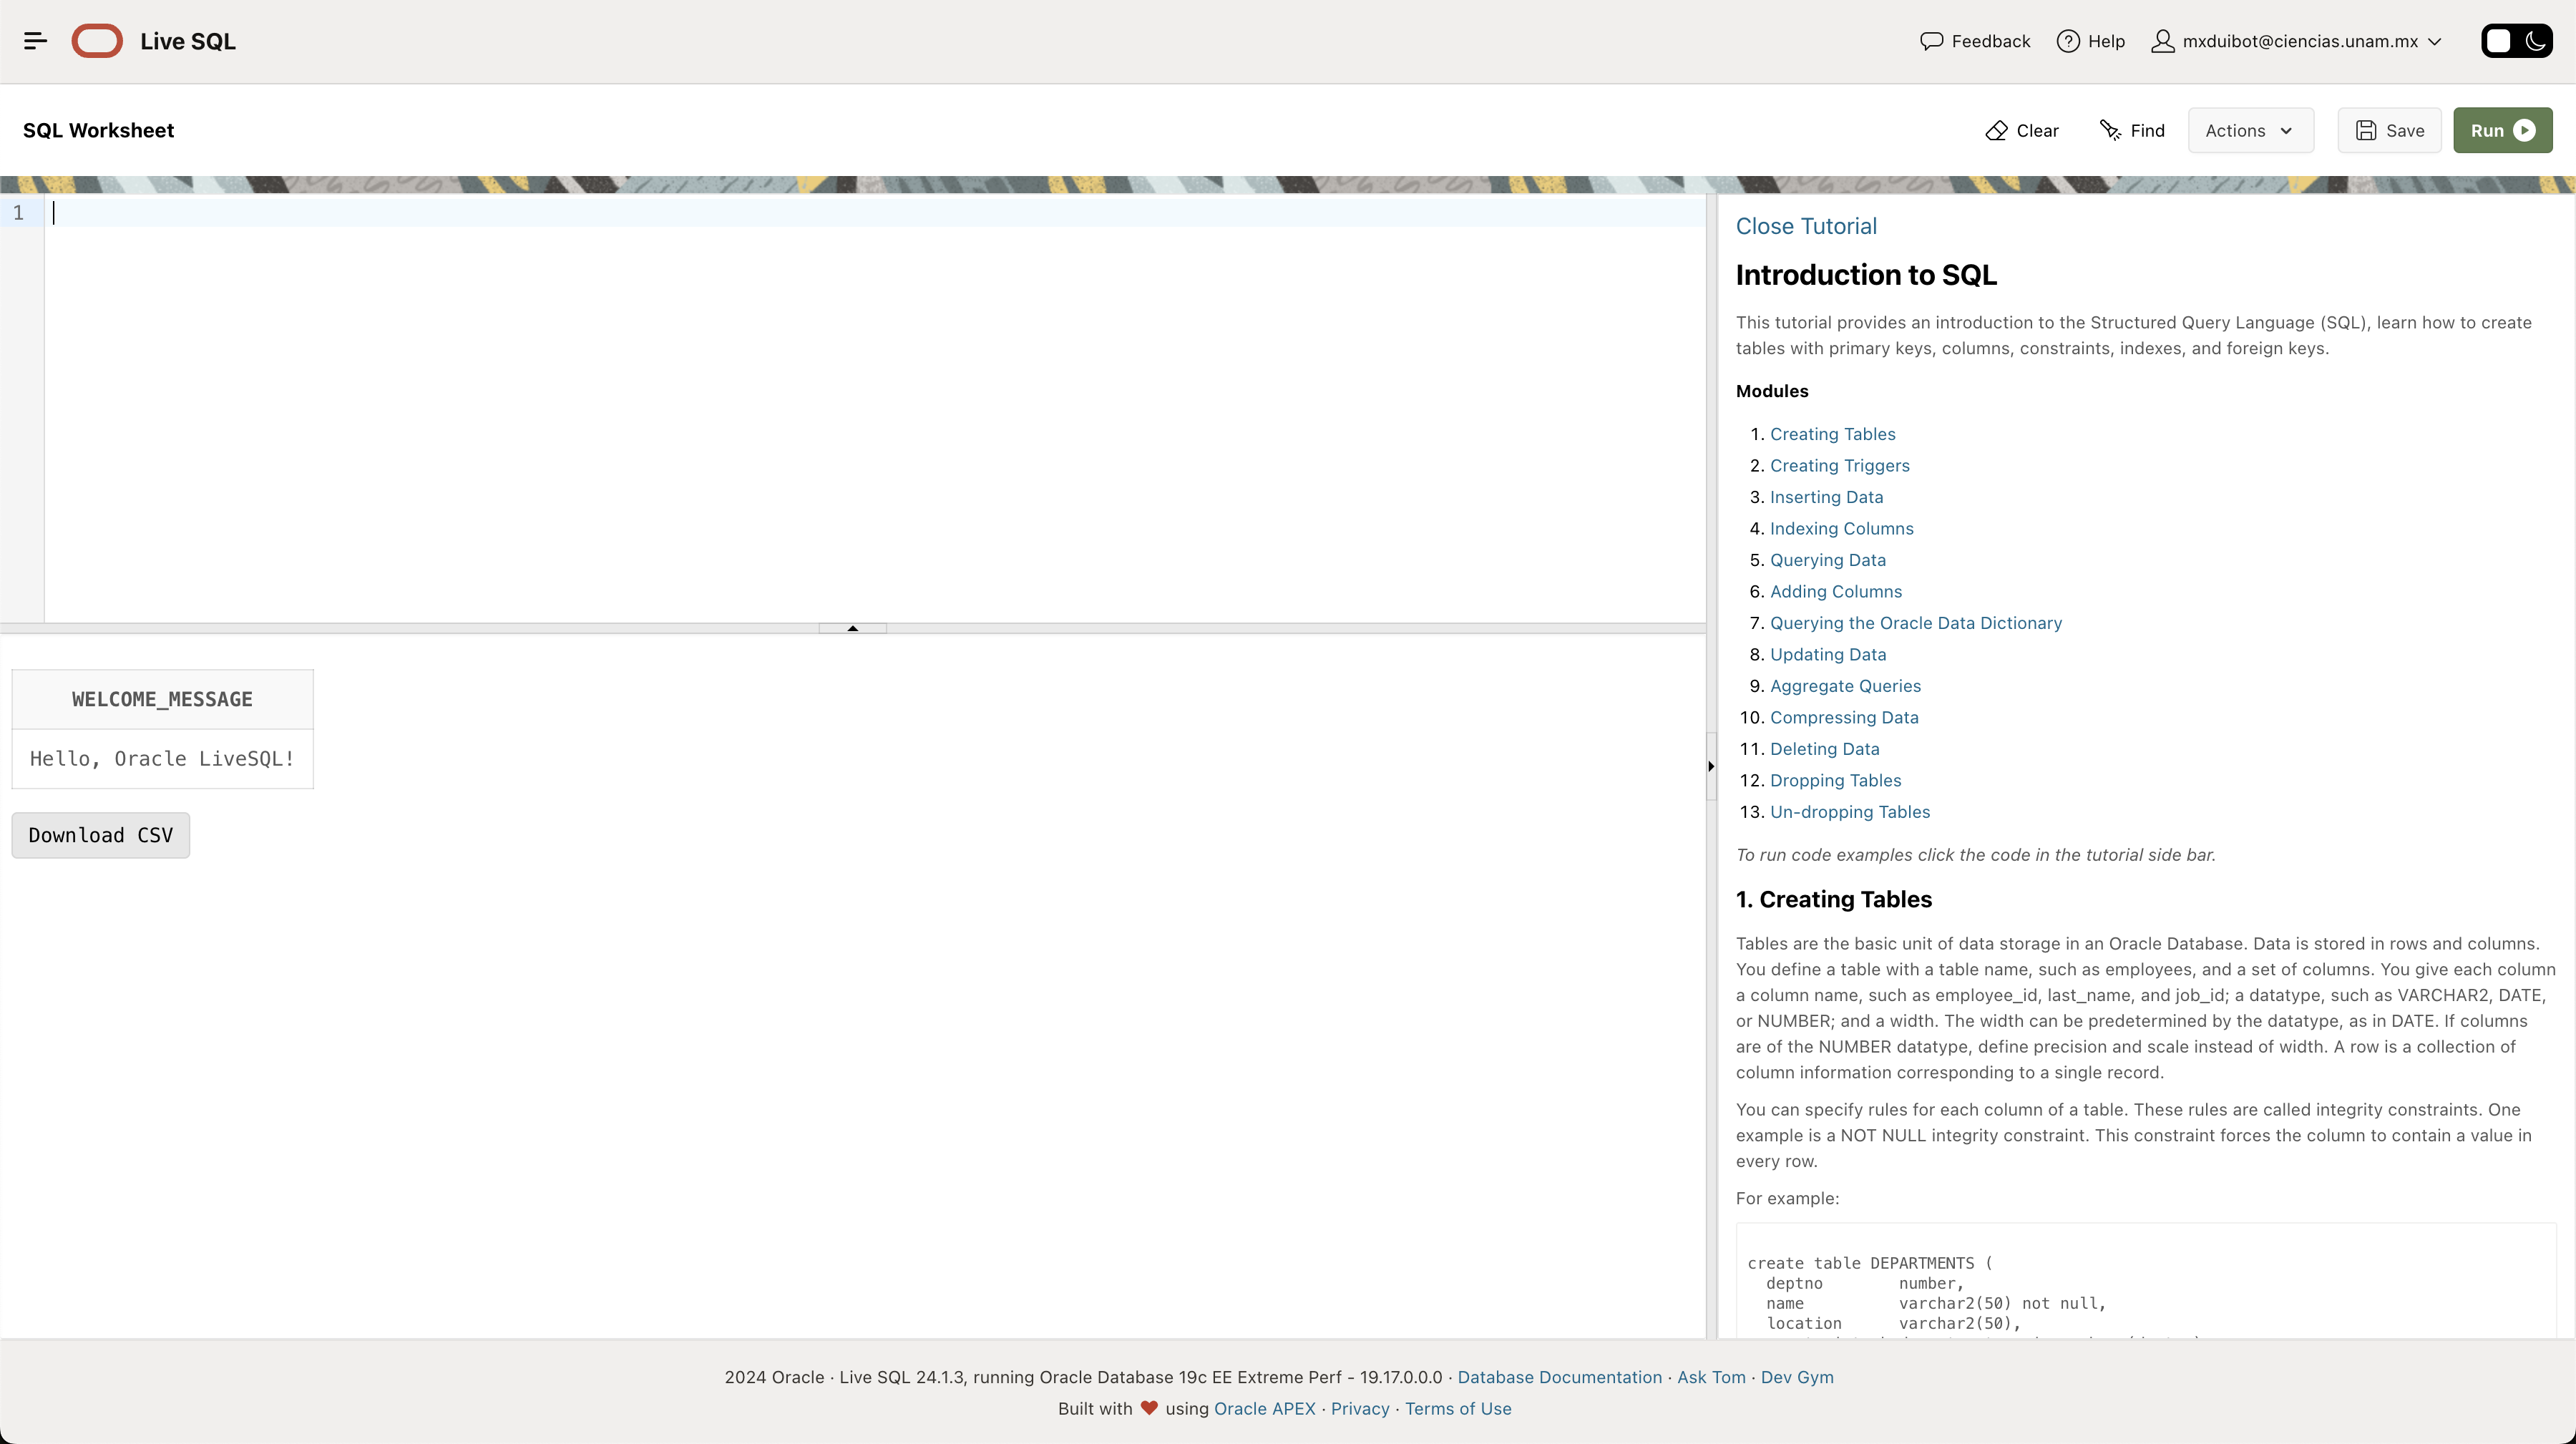 Live SQL
Feedback
Help
mxduibot@ciencias.unam.mx
SQL Worksheet
Clear
Find
Actions
Save
Run
1
WELCOME_MESSAGE
Hello, Oracle LiveSQL!
Download CSV
Close Tutorial
Introduction to SQL
This tutorial provides an introduction to the Structured Query Language (SQL), learn how to create
tables with primary keys, columns, constraints, indexes, and foreign keys.
Modules
1. Creating Tables
2. Creating Triggers
3. Inserting Data
4. Indexing Columns
5. Querying Data
6. Adding Columns
7. Querying the Oracle Data Dictionary
8. Updating Data
9. Aggregate Queries
10. Compressing Data
11. Deleting Data
12. Dropping Tables
13. Un-dropping Tables
To run code examples click the code in the tutorial side bar.
1. Creating Tables
Tables are the basic unit of data storage in an Oracle Database. Data is stored in rows and columns.
You define a table with a table name, such as employees, and a set of columns. You give each column
a column name, such as employee_id, last_name, and job_id; a datatype, such as VARCHAR2, DATE,
or NUMBER; and a width. The width can be predetermined by the datatype, as in DATE. If columns
are of the NUMBER datatype, define precision and scale instead of width. A row is a collection of
column information corresponding to a single record.
You can specify rules for each column of a table. These rules are called integrity constraints. One
example is a NOT NULL integrity constraint. This constraint forces the column to contain a value in
every row.
For example:
create table DEPARTMENTS (
deptno number,
name varchar2(50) not null,
location varchar2(50),
2024 Oracle · Live SQL 24.1.3, running Oracle Database 19c EE Extreme Perf - 19.17.0.0.0 · Database Documentation · Ask Tom · Dev Gym
Built with ❤ using Oracle APEX · Privacy · Terms of Use